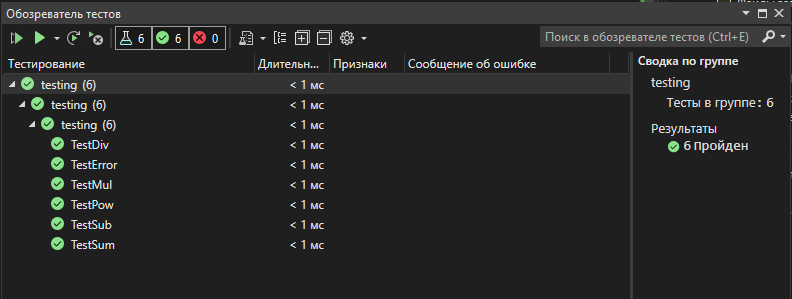 Обозреватель тестов
6 6 0
Поиск в обозревателе тестов (Ctrl+E)
Тестирование Длительн... Признаки Сообщение об ошибке
testing (6) < 1 мс
testing (6) < 1 мс
testing (6) < 1 мс
TestDiv < 1 мс
TestError < 1 мс
TestMul < 1 мс
TestPow < 1 мс
TestSub < 1 мс
TestSum < 1 мс
Сводка по группе
testing
Тесты в группе: 6
Результаты
6 Пройден